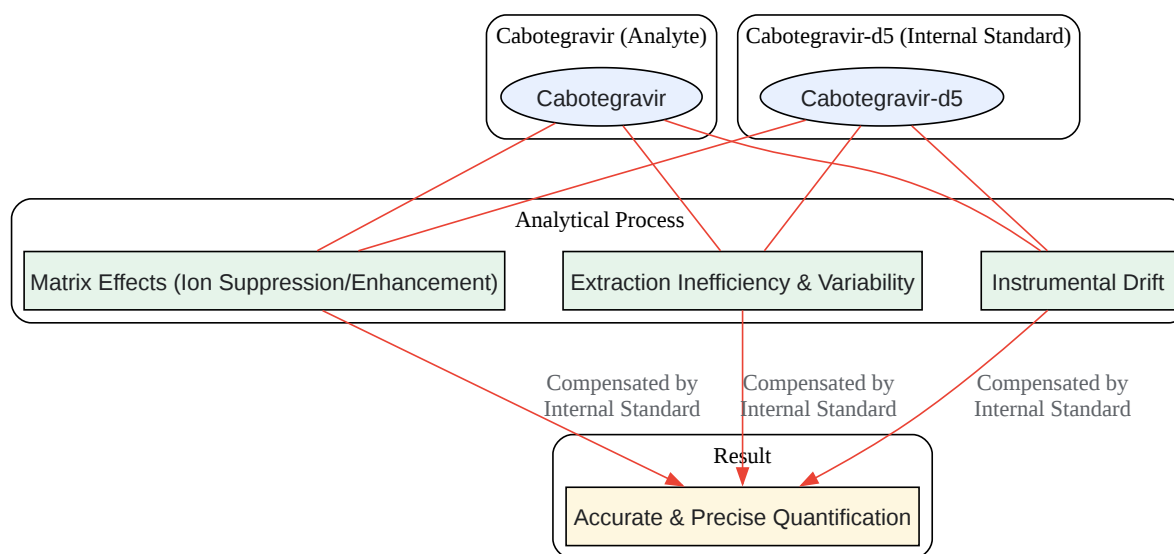 Cabotegravir (Analyte)
Cabotegravir-d5 (Internal Standard)
Cabotegravir
Cabotegravir-d5
Analytical Process
Matrix Effects (Ion Suppression/Enhancement)
Extraction Inefficiency & Variability
Instrumental Drift
Compensated by
Internal Standard
Compensated by
Internal Standard
Compensated by
Internal Standard
Result
Accurate & Precise Quantification